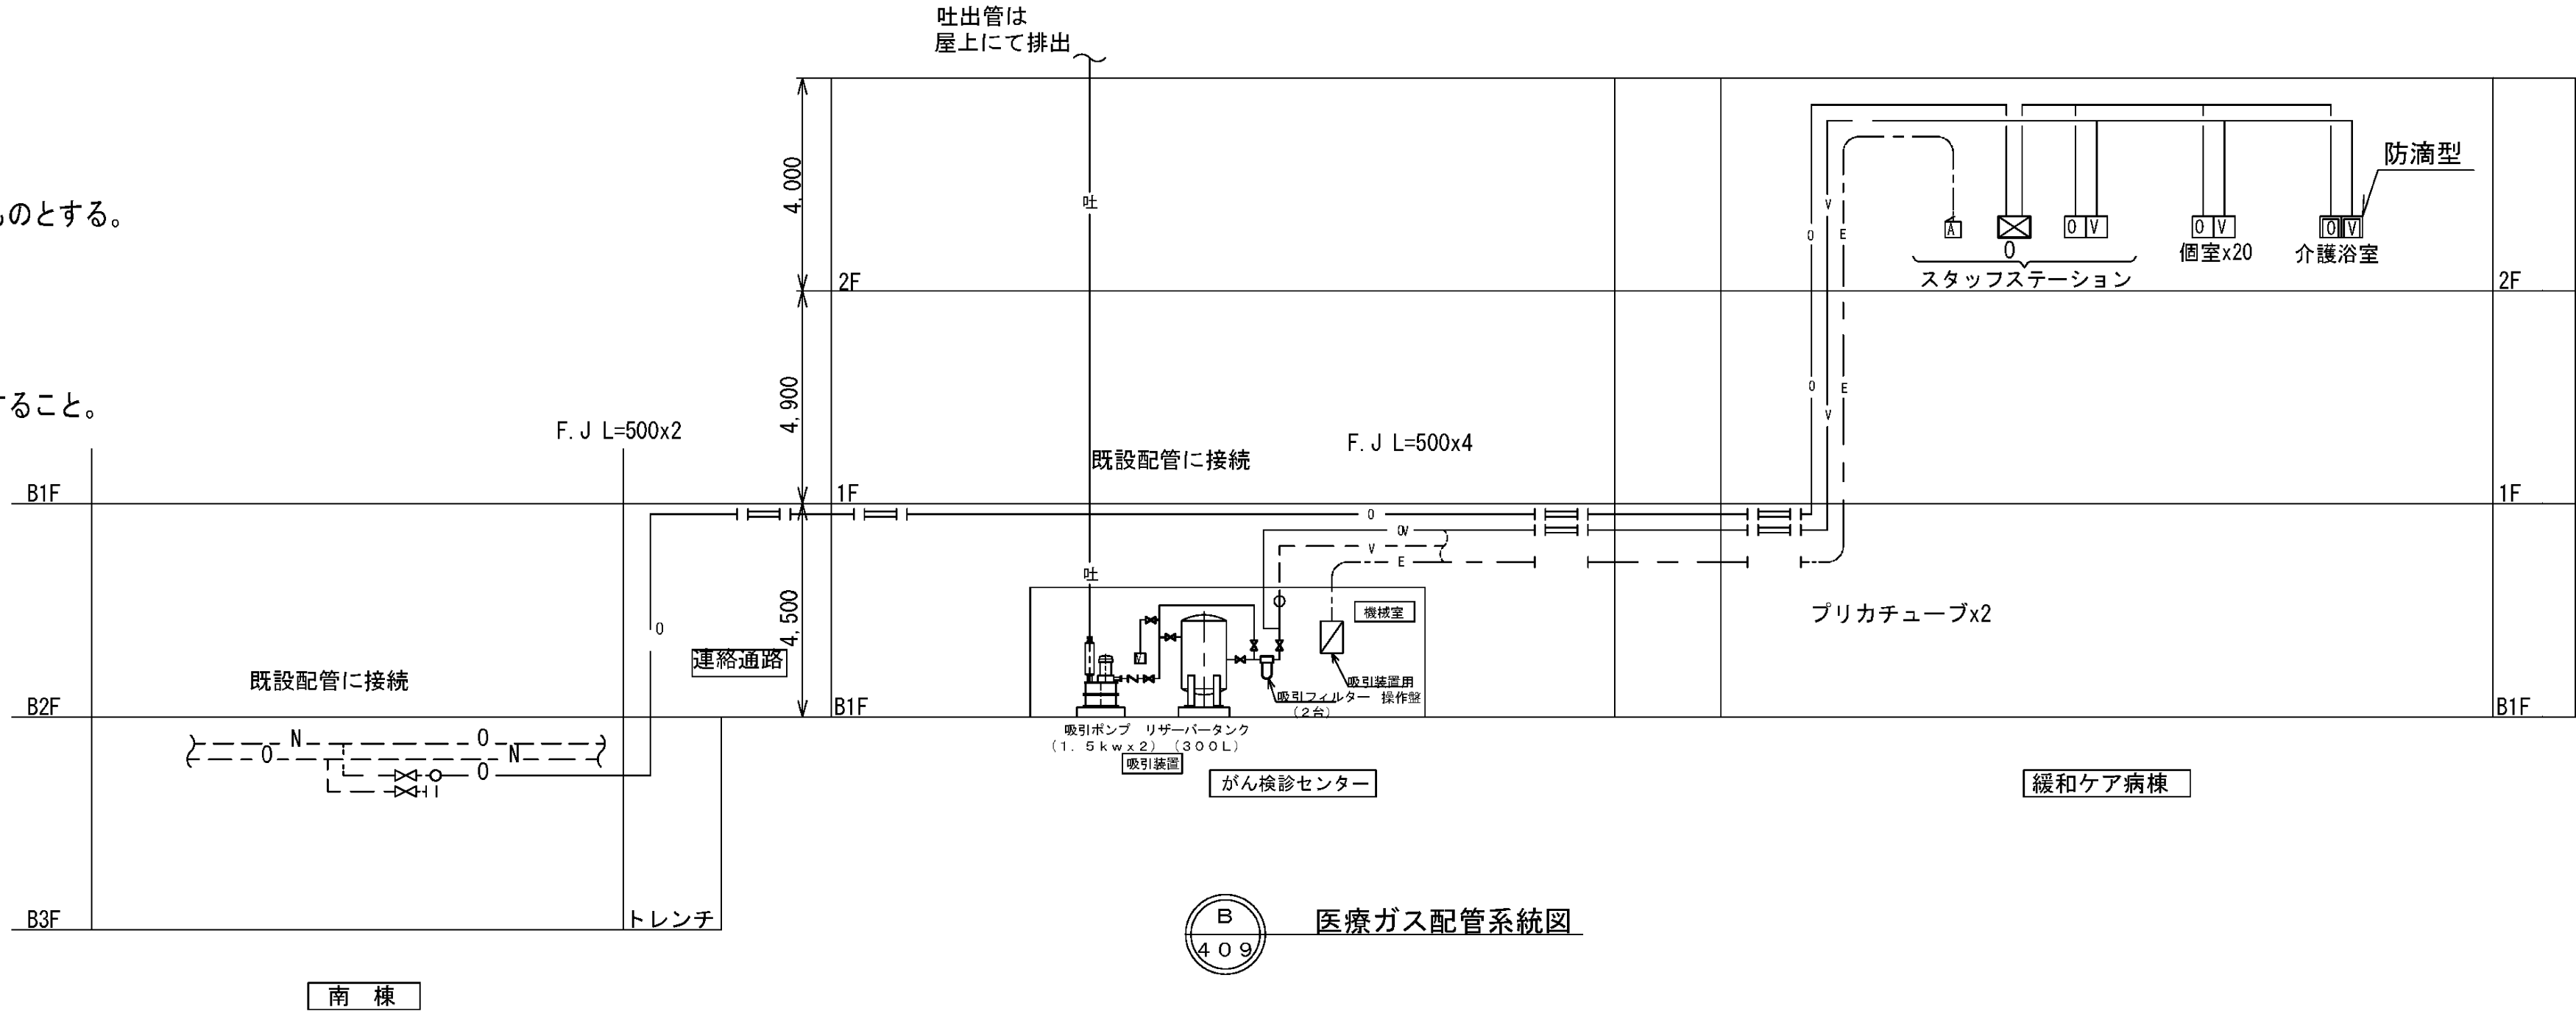 吐出管は
屋上にて排出
ものとする。
すること。
4,000
4,900
4,500
吐
吐
防滴型
A
O
O V
O V
O V
個室x20
介護浴室
スタッフステーション
2F
2F
O
V
E
O
V
E
F.J L=500x2
F.J L=500x4
既設配管に接続
B1F
1F
1F
O
OV
V
E
O
連絡通路
機械室
プリカチューブx2
吸引装置用
操作盤
吸引フィルター
(2台)
既設配管に接続
B2F
B1F
B1F
N
O
O
N
O
吸引ポンプ
(1.5kwx2)
リザーバータンク
(300L)
吸引装置
がん検診センター
緩和ケア病棟
B3F
トレンチ
南 棟
B
409
医療ガス配管系統図